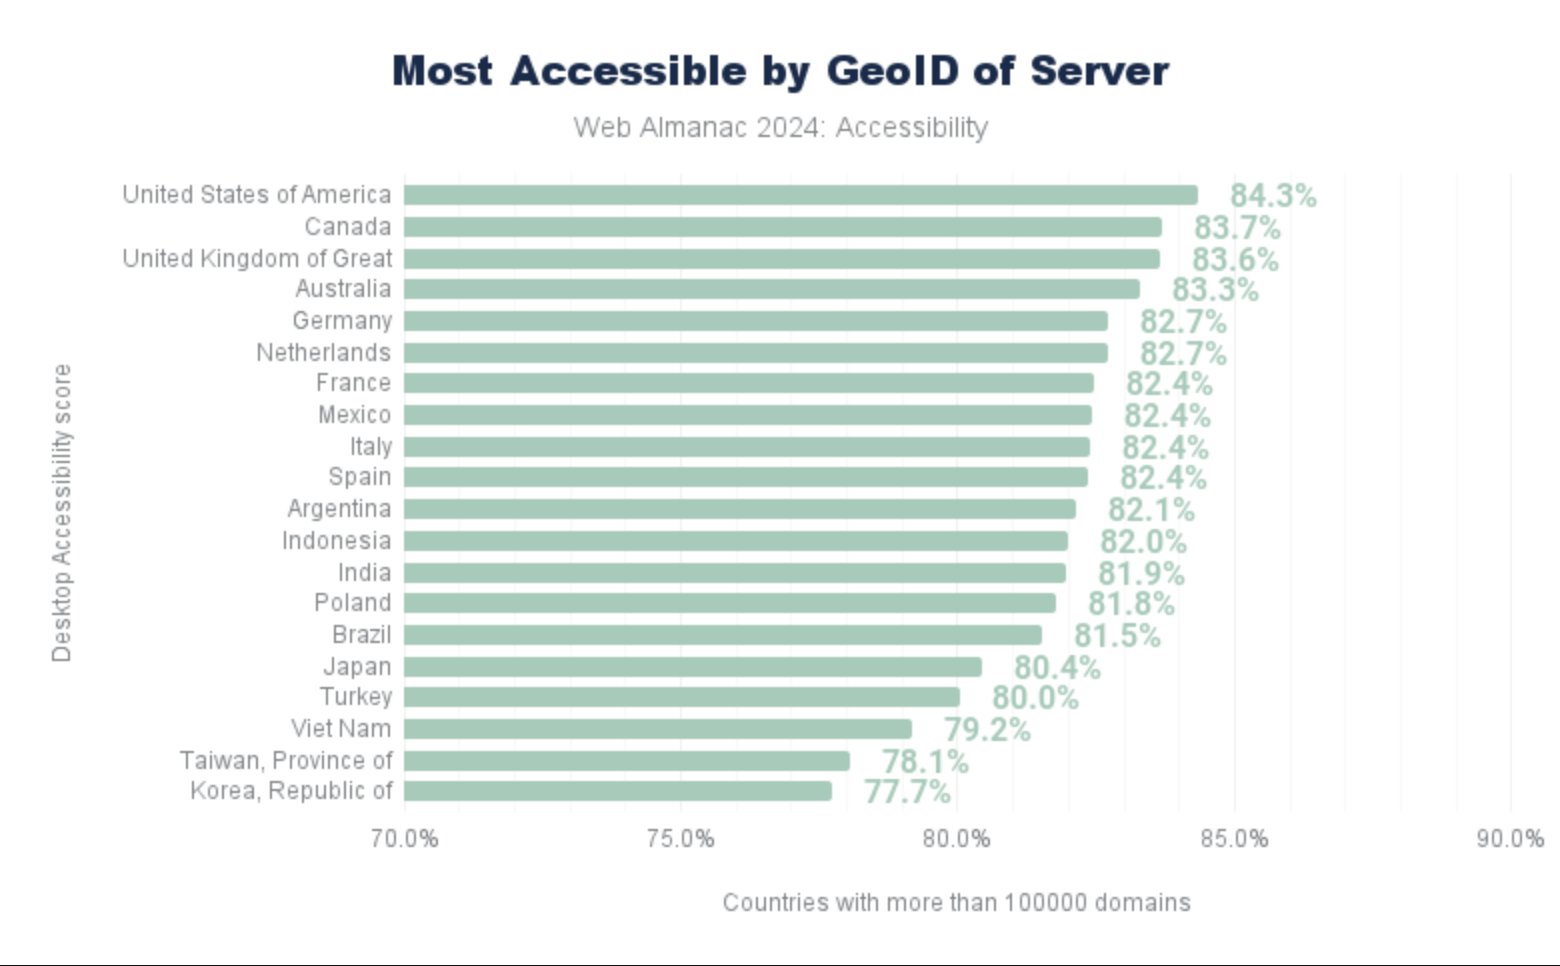 Most Accessible by GeoID of Server
Web Almanac 2024: Accessibility
Desktop Accessibility score
United States of America 84.3%
Canada 83.7%
United Kingdom of Great 83.6%
Australia 83.3%
Germany 82.7%
Netherlands 82.7%
France 82.4%
Mexico 82.4%
Italy 82.4%
Spain 82.4%
Argentina 82.1%
Indonesia 82.0%
India 81.9%
Poland 81.8%
Brazil 81.5%
Japan 80.4%
Turkey 80.0%
Viet Nam 79.2%
Taiwan, Province of 78.1%
Korea, Republic of 77.7%
70.0% 75.0% 80.0% 85.0% 90.0%
Countries with more than 100000 domains